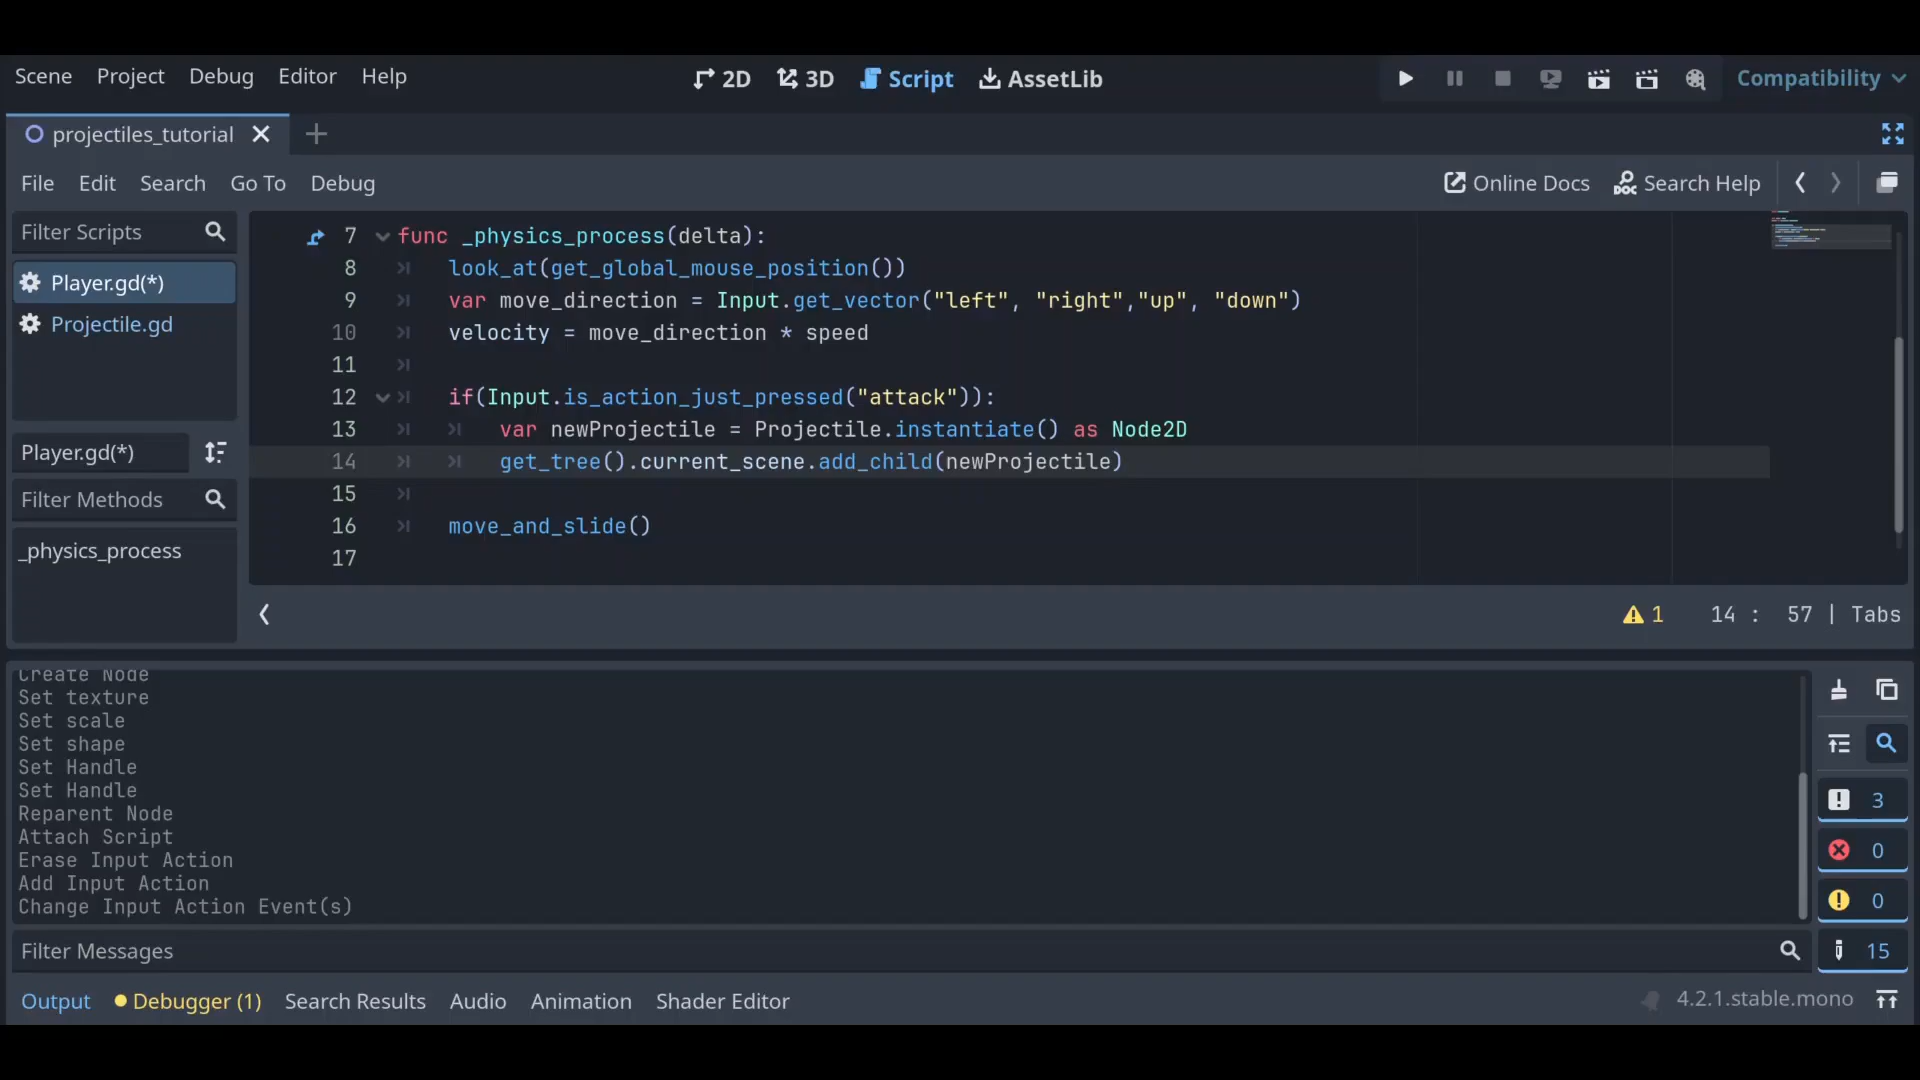 Scene Project Debug Editor Help 2D 3D Script AssetLib Compatibility
projectiles_tutorial
File Edit Search Go To Debug Online Docs Search Help
Filter Scripts
Player.gd(*)
Projectile.gd
Player.gd(*)
Filter Methods
_physics_process
7 func _physics_process(delta):
8 look_at(get_global_mouse_position())
9 var move_direction = Input.get_vector("left", "right","up", "down")
10 velocity = move_direction * speed
11
12 if(Input.is_action_just_pressed("attack")):
13 var newProjectile = Projectile.instantiate() as Node2D
14 get_tree().current_scene.add_child(newProjectile)
15
16 move_and_slide()
17
1 14 : 57 | Tabs
Create Node
Set texture
Set scale
Set shape
Set Handle
Set Handle
Reparent Node
Attach Script
Erase Input Action
Add Input Action
Change Input Action Event(s)
3
0
0
15
Filter Messages
Output Debugger (1) Search Results Audio Animation Shader Editor 4.2.1.stable.mono